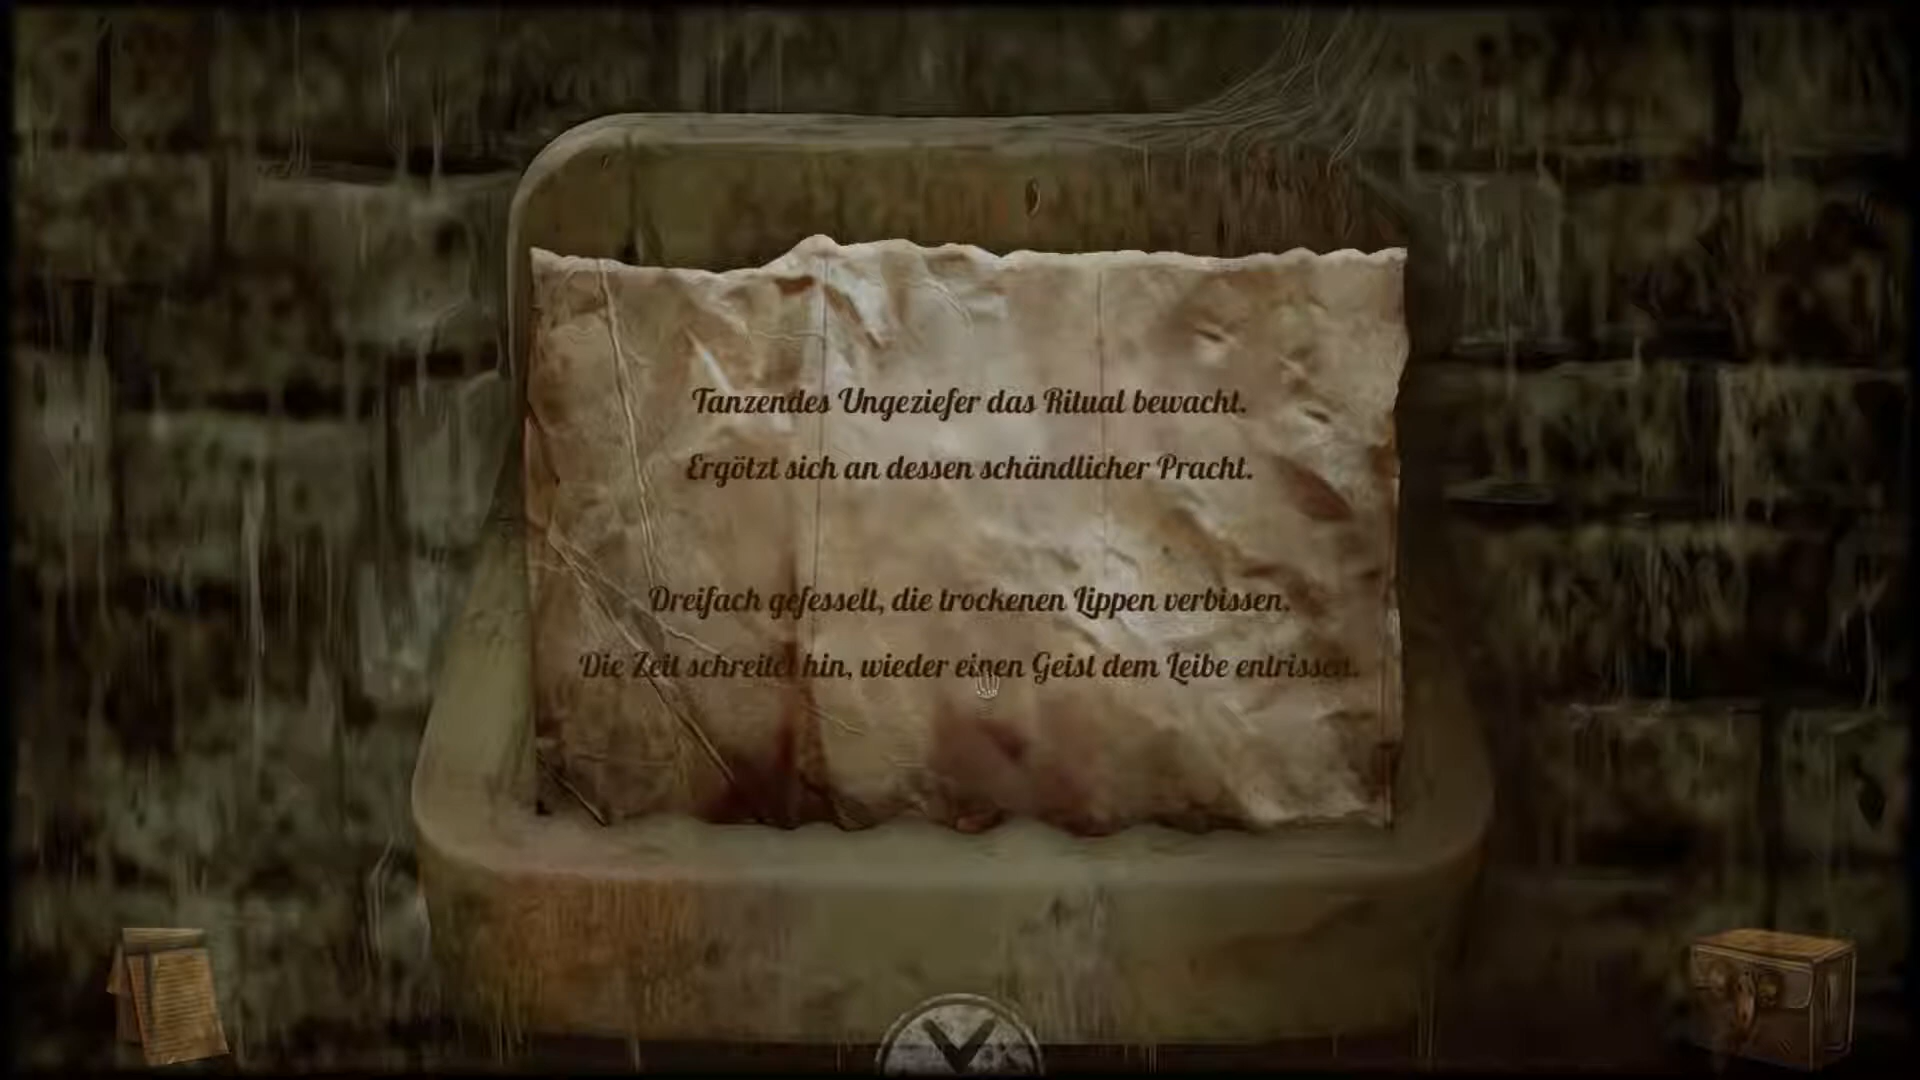 Tanzendes Ungeziefer das Ritual bewacht.
Ergötzt sich an dessen schändlicher Pracht.
Dreifach gefesselt, die trockenen Lippen verbissen.
Die Zeit schreitet hin, wieder einen Geist dem Leibe entrissen.